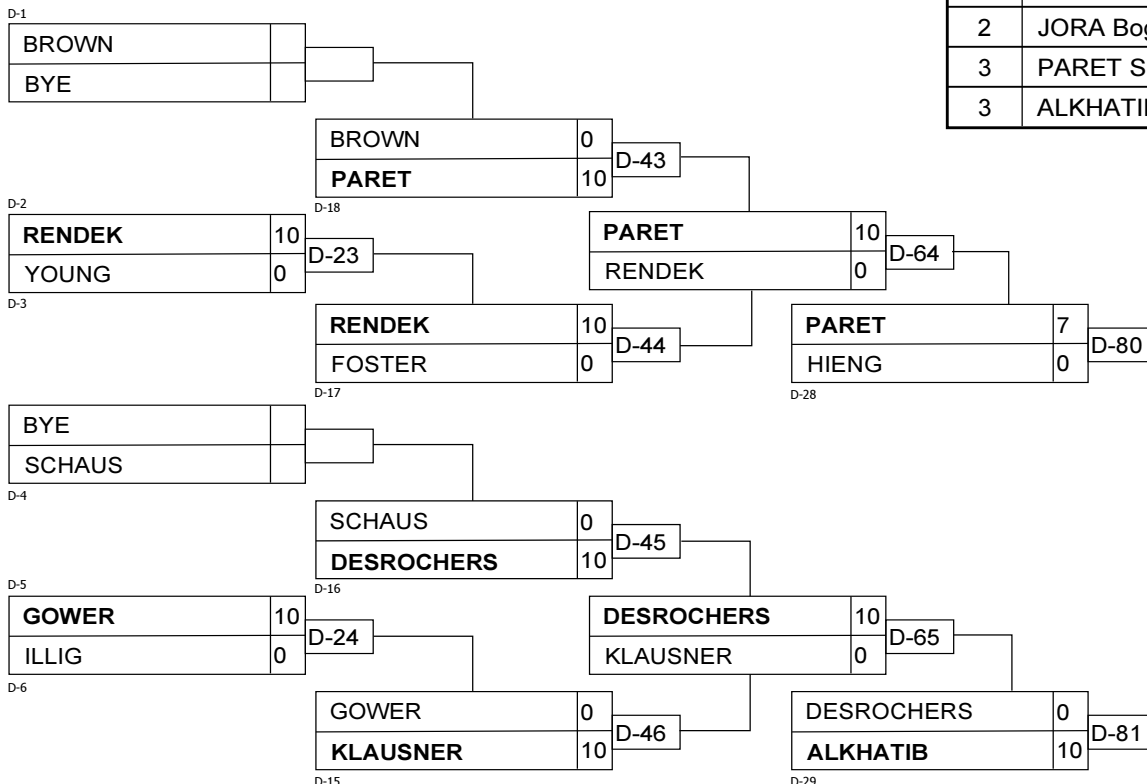 D-1
BROWN
BYE
2 JORA
3 PARET
3
BROWN 0
PARET 10
D-43
D-18
D-2
RENDEK 10
YOUNG 0
D-23
D-3
PARET 10
RENDEK 0
D-64
RENDEK 10
FOSTER 0
D-44
D-17
PARET 7
HIENG 0
D-80
D-28
BYE
SCHAUS
D-4
SCHAUS 0
DESROCHERS 10
D-45
D-16
D-5
GOWER 10
ILLIG 0
D-24
D-6
DESROCHERS 10
KLAUSNER 0
D-65
GOWER 0
KLAUSNER 10
D-46
D-15
DESROCHERS 0
ALKHATIB 10
D-81
D-29